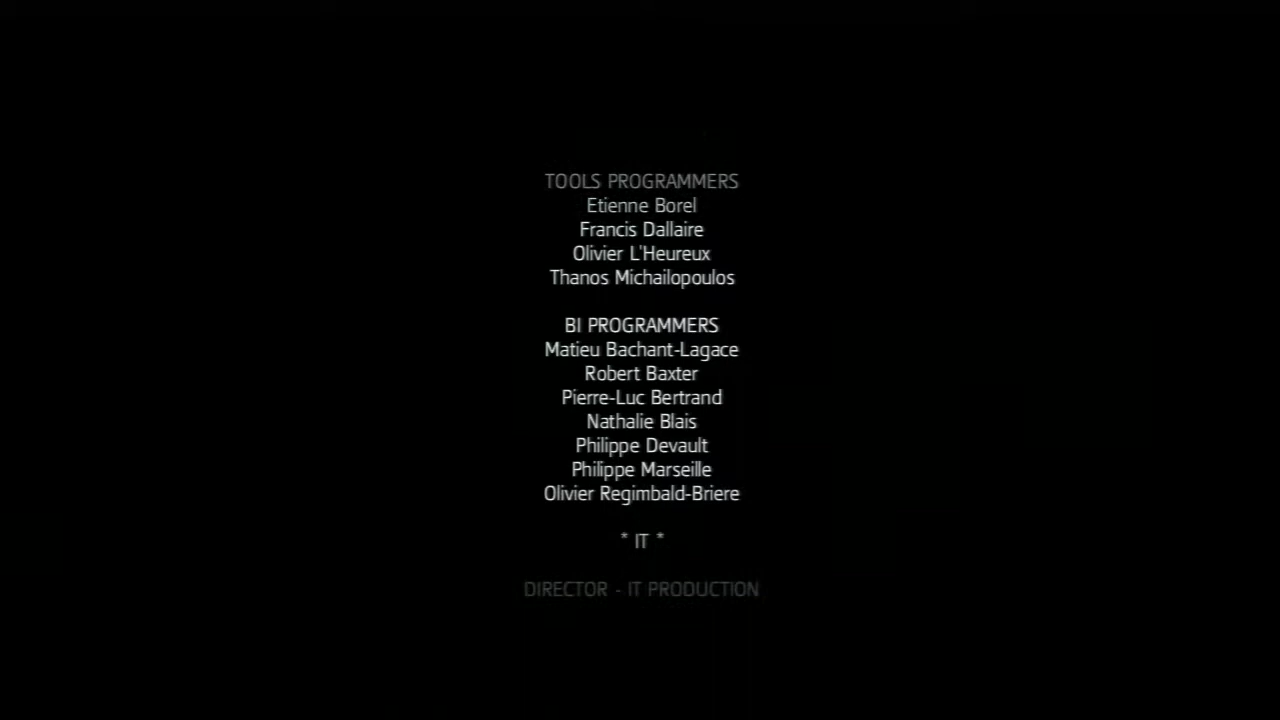 TOOLS PROGRAMMERS
Etienne Borel
Francis Dallaire
Olivier L'Heureux
Thanos Michailopoulos
BI PROGRAMMERS
Matieu Bachant-Lagace
Robert Baxter
Pierre-Luc Bertrand
Nathalie Blais
Philippe Devault
Philippe Marseille
Olivier Regimbald-Briere
* IT *
DIRECTOR - IT PRODUCTION